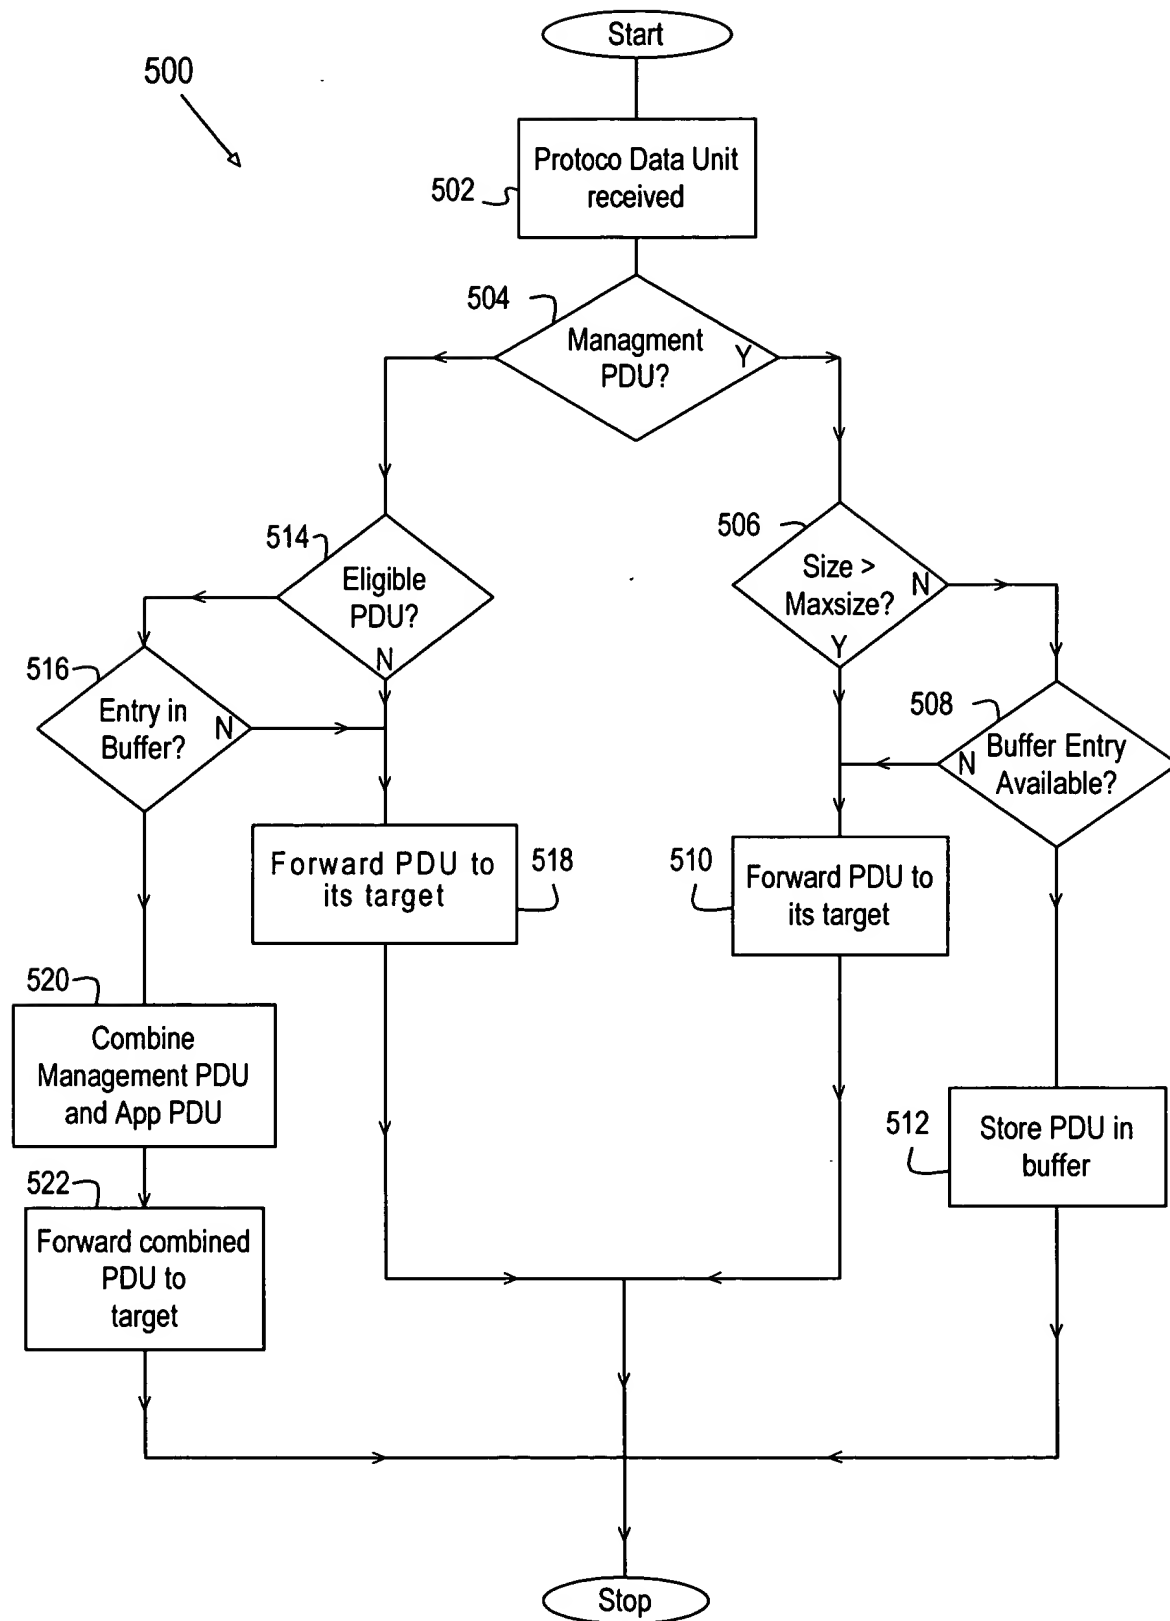 Start
500
Protoco Data Unit
received
502
504
Managment
PDU?
Y
514
Eligible
PDU?
N
506
Size >
Maxsize?
N
Y
516
Entry in
Buffer?
N
508
Buffer Entry
Available?
N
Forward PDU to
its target
518
510
Forward PDU to
its target
520
Combine
Management PDU
and App PDU
512
Store PDU in
buffer
522
Forward combined
PDU to
target
Stop